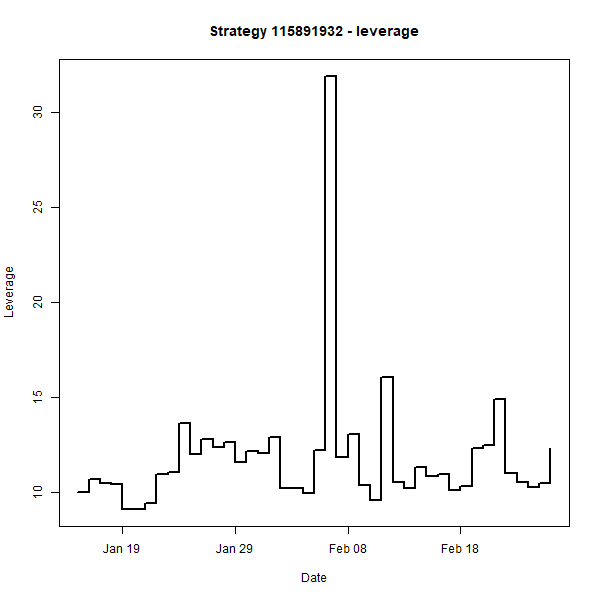 Strategy 115891932 - leverage
Leverage
30
25
20
15
10
Jan 19
Jan 29
Feb 08
Feb 18
Date